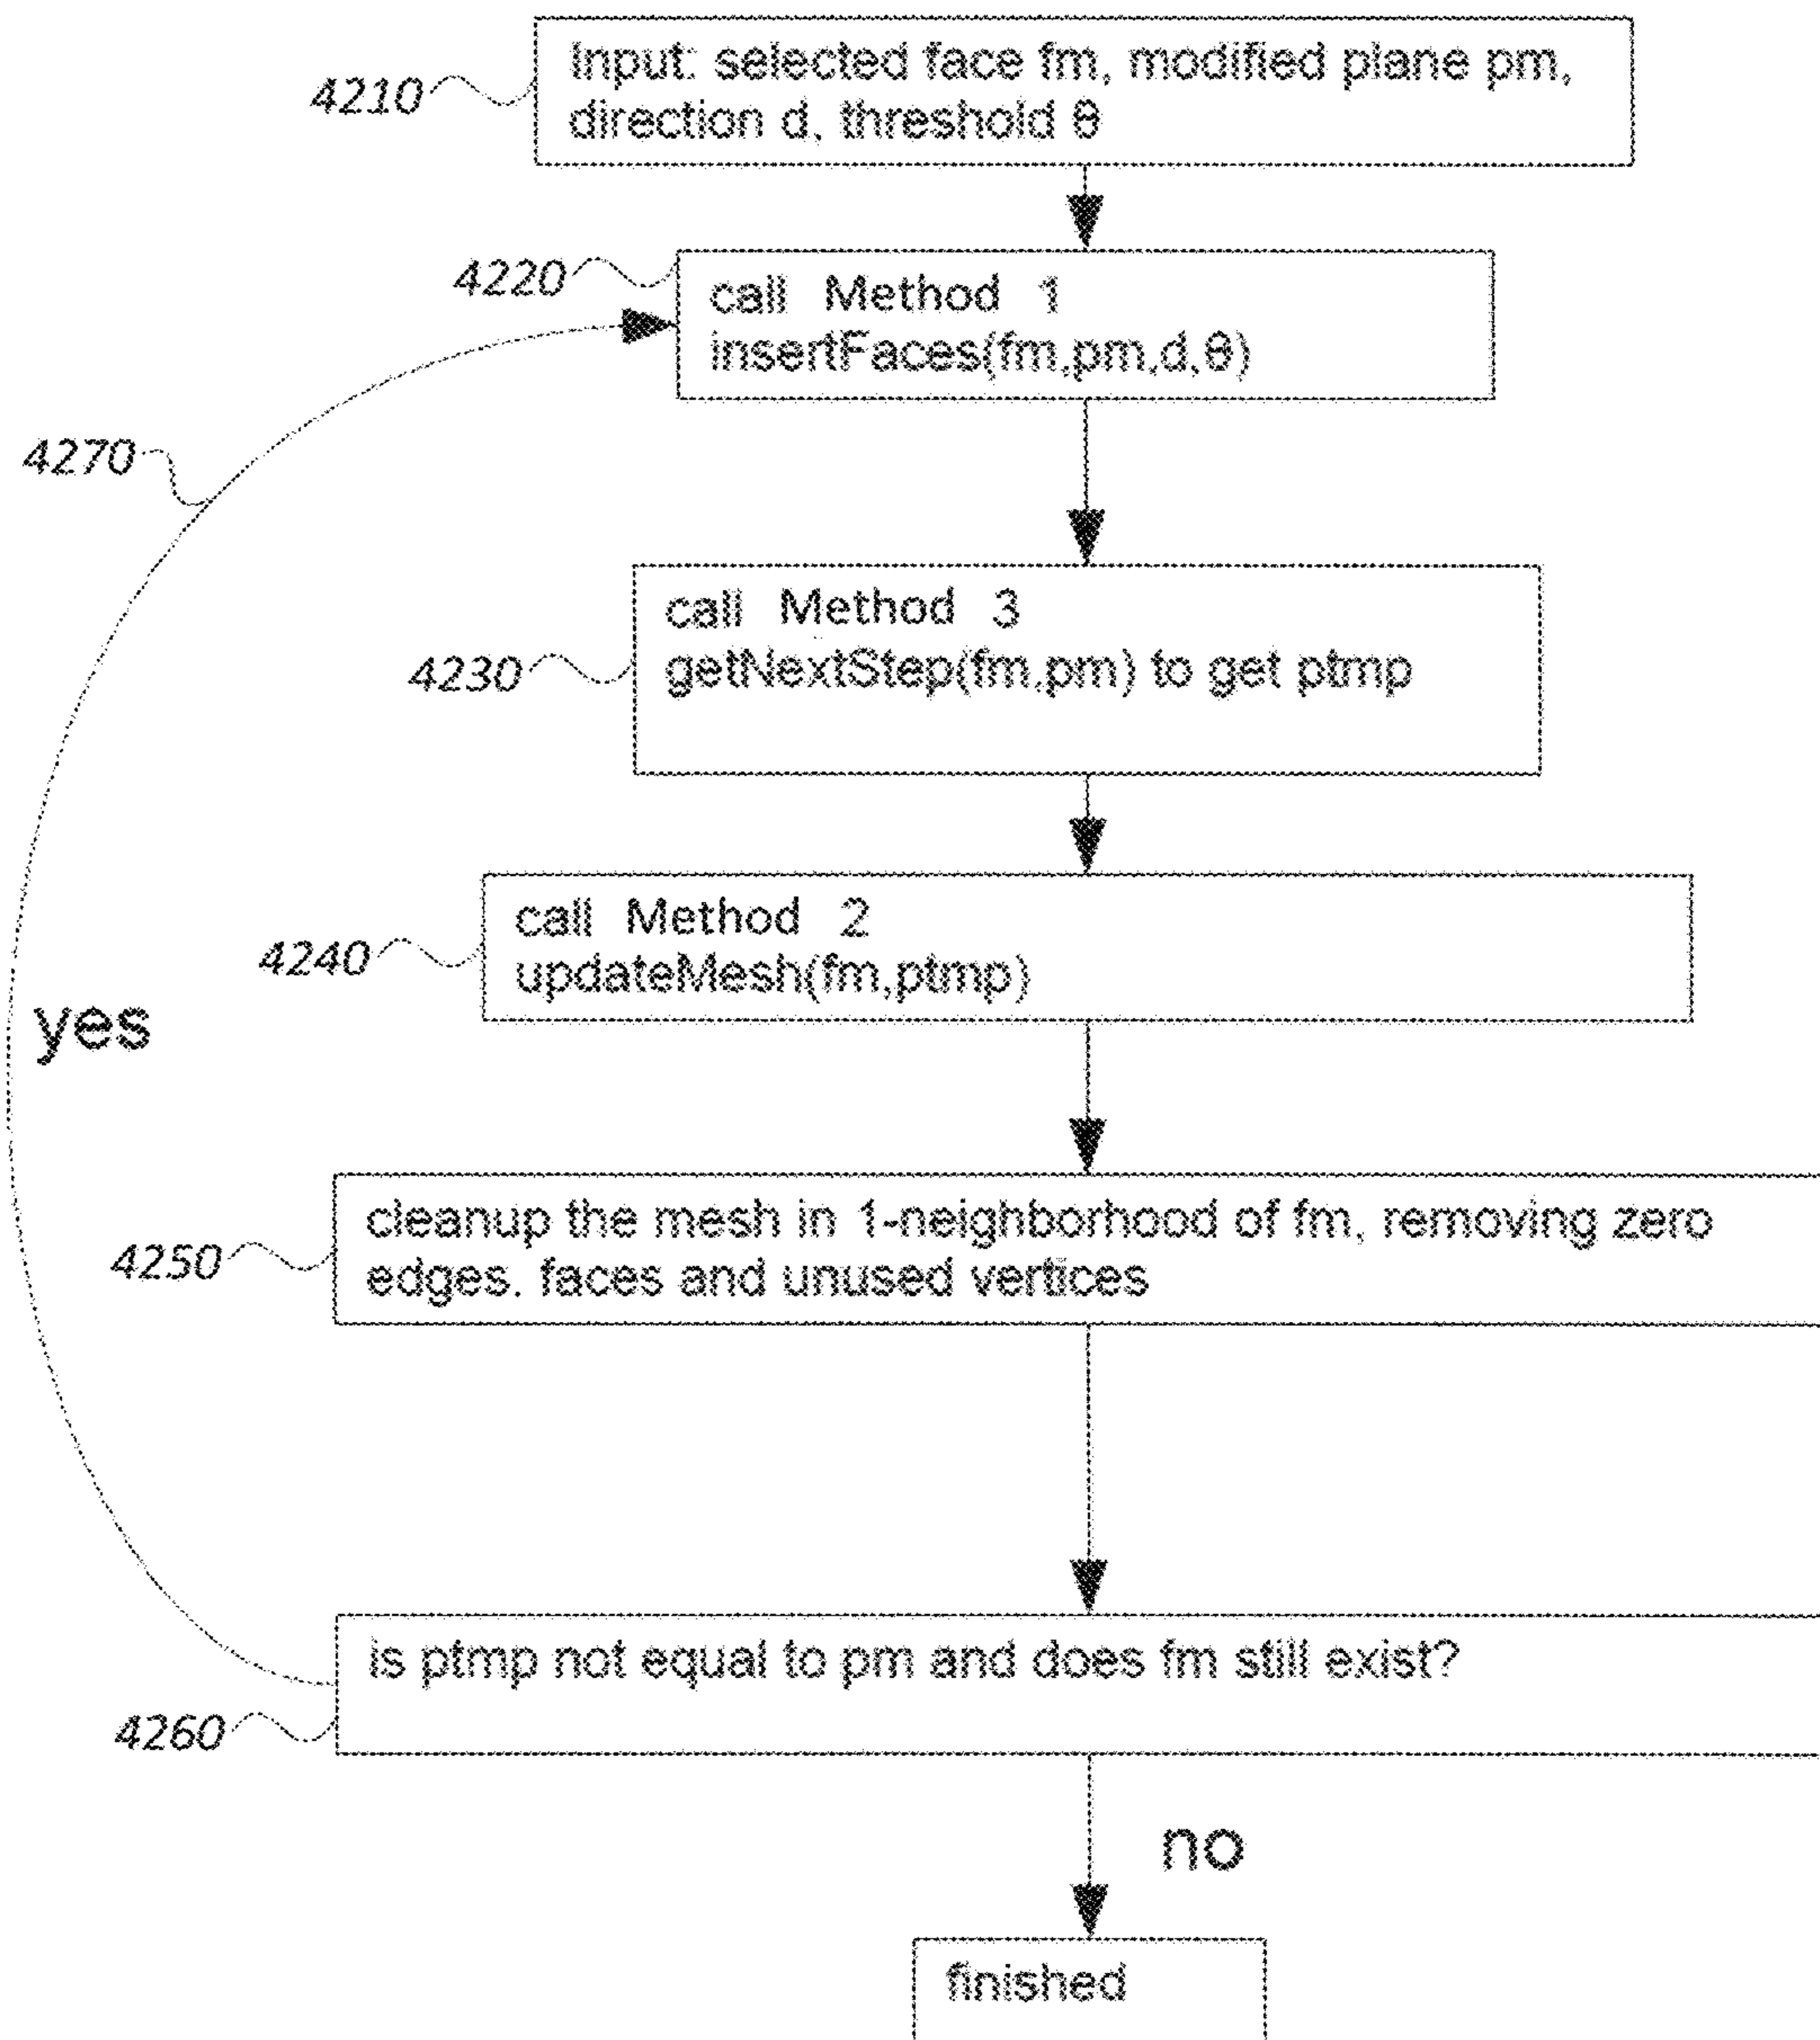 Input: selected face fm, modified plane pm,
direction d, threshold θ
4210
4220
call Method 1
insertFaces(fm,pm,d,θ)
4270
call Method 3
getNextStep(fm,pm) to get ptmp
4230
call Method 2
updateMesh(fm,ptmp)
4240
yes
cleanup the mesh in 1-neighborhood of fm, removing zero
edges. faces and unused vertices
4250
is ptmp not equal to pm and does fm still exist?
4260
no
finished